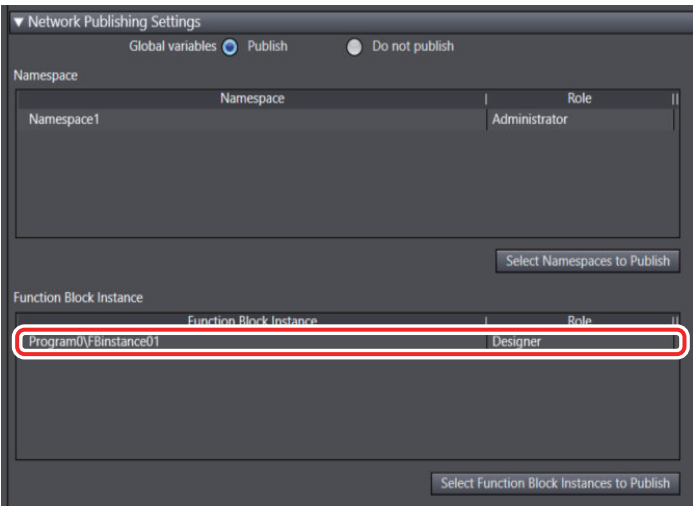 ▼ Network Publishing Settings
Global variables Publish Do not publish
Namespace
Namespace Role
Namespace1 Administrator
Select Namespaces to Publish
Function Block Instance
Function Block Instance Role
Program0\FBinstance01 Designer
Select Function Block Instances to Publish